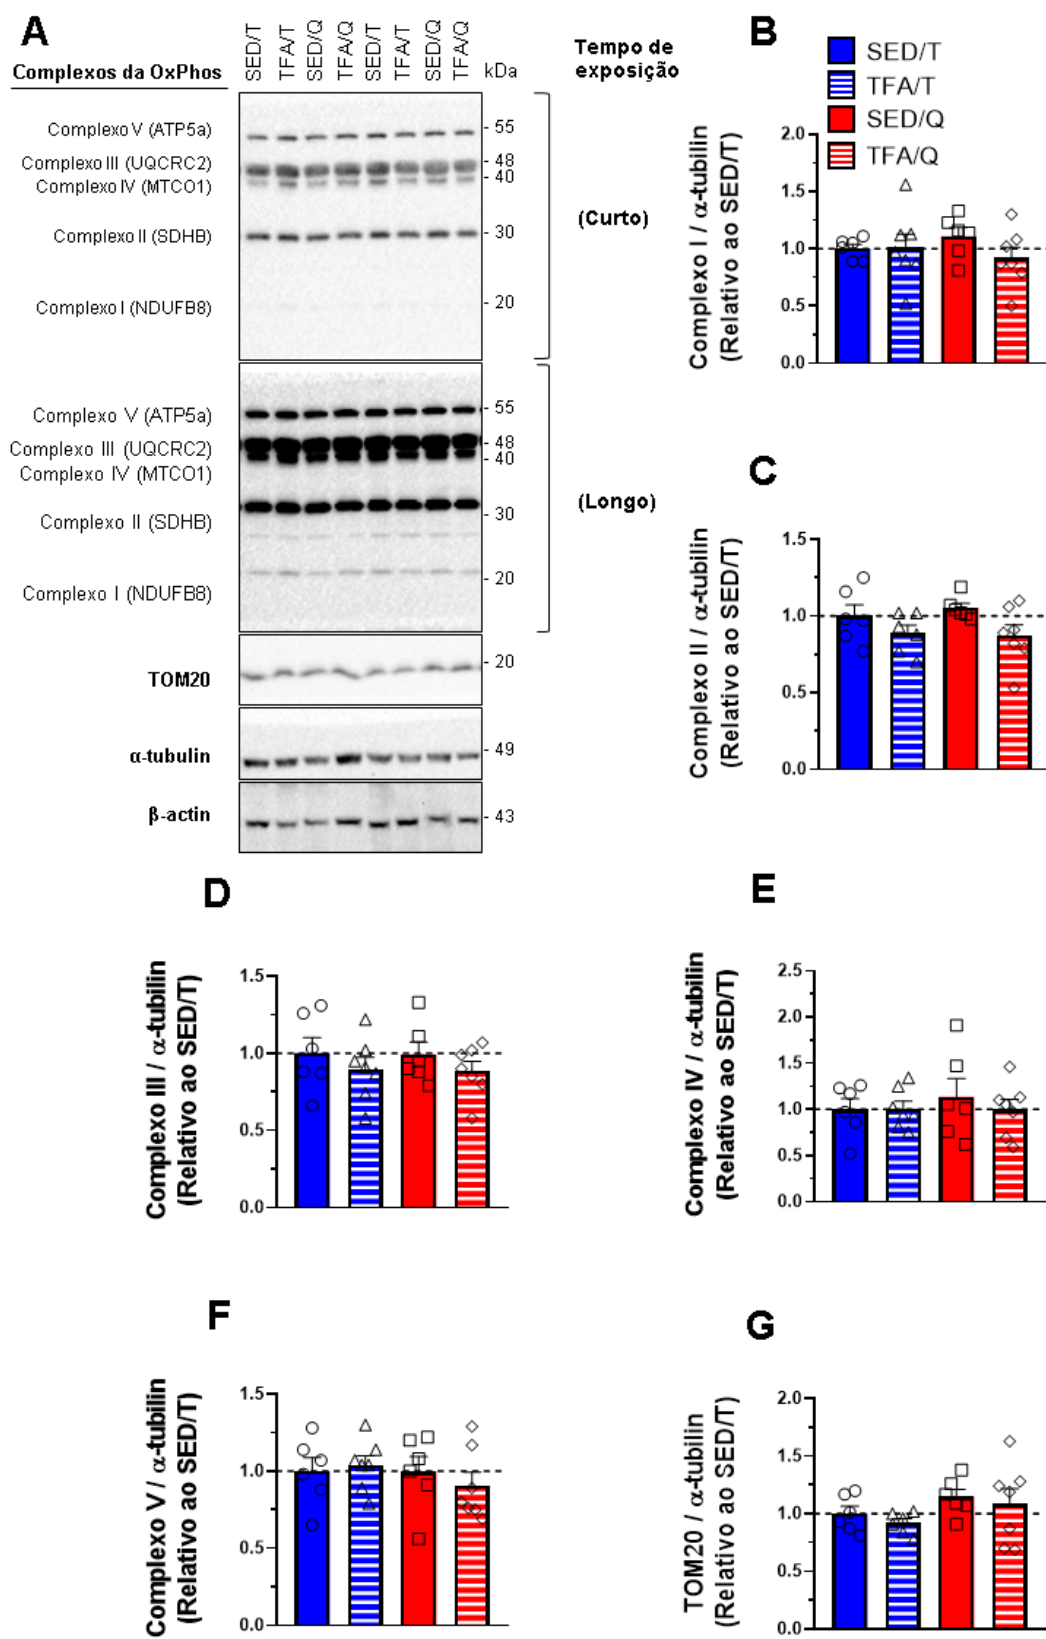 A
Complexos da OxPhos
SED/T
TFA/T
SED/Q
TFA/Q
SED/T
TFA/T
SED/Q
TFA/Q
kDa
Tempo de
exposição
Complexo V (ATP5a)
Complexo III (UQCRC2)
Complexo IV (MTCO1)
Complexo II (SDHB)
Complexo I (NDUFB8)
- 55
- 48
- 40
- 30
- 20
(Curto)
Complexo V (ATP5a)
Complexo III (UQCRC2)
Complexo IV (MTCO1)
Complexo II (SDHB)
Complexo I (NDUFB8)
- 55
- 48
- 40
- 30
- 20
(Longo)
TOM20
- 20
α-tubulin
- 49
β-actin
- 43
B
SED/T
TFA/T
SED/Q
TFA/Q
Complexo I / α-tubilin
(Relativo ao SED/T)
2.0
1.5
1.0
0.5
0.0
C
Complexo II / α-tubilin
(Relativo ao SED/T)
1.5
1.0
0.5
0.0
D
Complexo III / α-tubilin
(Relativo ao SED/T)
1.5
1.0
0.5
0.0
E
Complexo IV / α-tubilin
(Relativo ao SED/T)
2.5
2.0
1.5
1.0
0.5
0.0
F
Complexo V / α-tubilin
(Relativo ao SED/T)
1.5
1.0
0.5
0.0
G
TOM20 / α-tubilin
(Relativo ao SED/T)
2.0
1.5
1.0
0.5
0.0